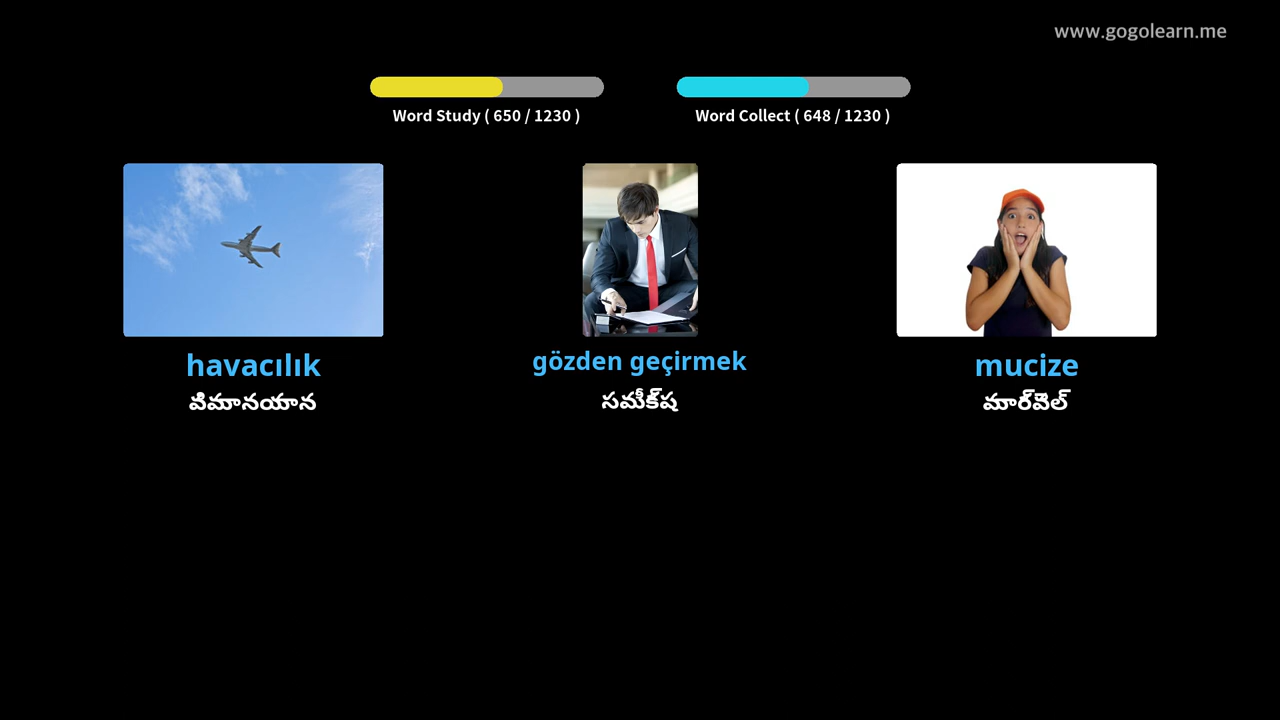 www.gogolearn.me
Word Study ( 650 / 1230 )
Word Collect ( 648 / 1230 )
havacılık
gözden geçirmek
mucize
విమానయాన
సమీక్ష
మార్వెల్